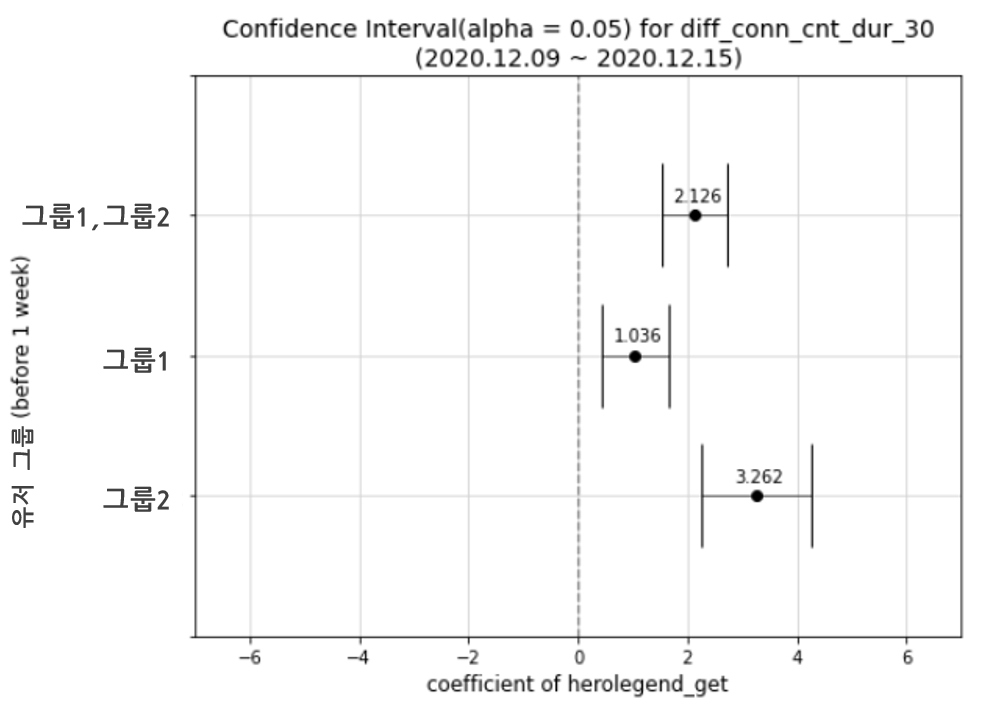 Confidence Interval(alpha = 0.05) for diff_conn_cnt_dur_30
(2020.12.09 ~ 2020.12.15)
유저 그룹 (before 1 week)
그룹1,그룹2
2.126
그룹1
1.036
그룹2
3.262
−6 −4 −2 0 2 4 6
coefficient of herolegend_get